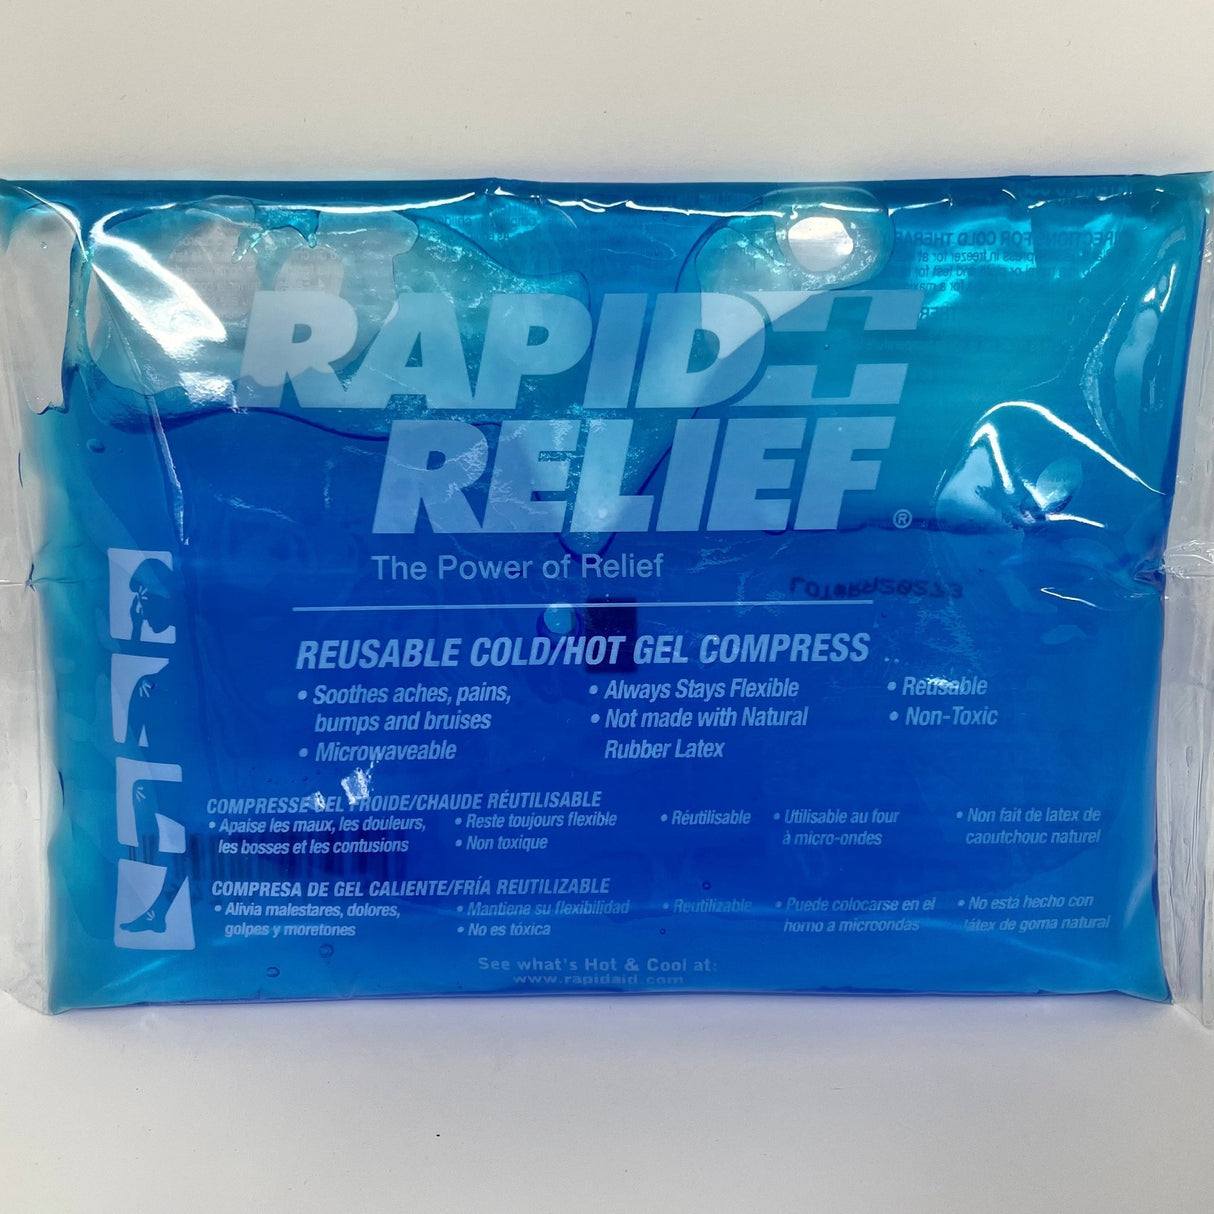 RAPID
RELIEF®
The Power of Relief
LOT#RR20273
REUSABLE COLD/HOT GEL COMPRESS
• Soothes aches, pains,
bumps and bruises
• Microwaveable
• Always Stays Flexible
• Not made with Natural
Rubber Latex
• Reusable
• Non-Toxic
COMPRESSE GEL FROIDE/CHAUDE RÉUTILISABLE
• Apaise les maux, les douleurs,
les bosses et les contusions
• Reste toujours flexible
• Non toxique
• Réutilisable
• Utilisable au four
à micro-ondes
• Non fait de latex de
caoutchouc naturel
COMPRESA DE GEL CALIENTE/FRÍA REUTILIZABLE
• Alivia malestares, dolores,
golpes y moretones
• Mantiene su flexibilidad
• No es tóxica
• Reutilizable
• Puede colocarse en el
horno a microondas
• No está hecho con
látex de goma natural
See what's Hot & Cool at:
www.rapidaid.com